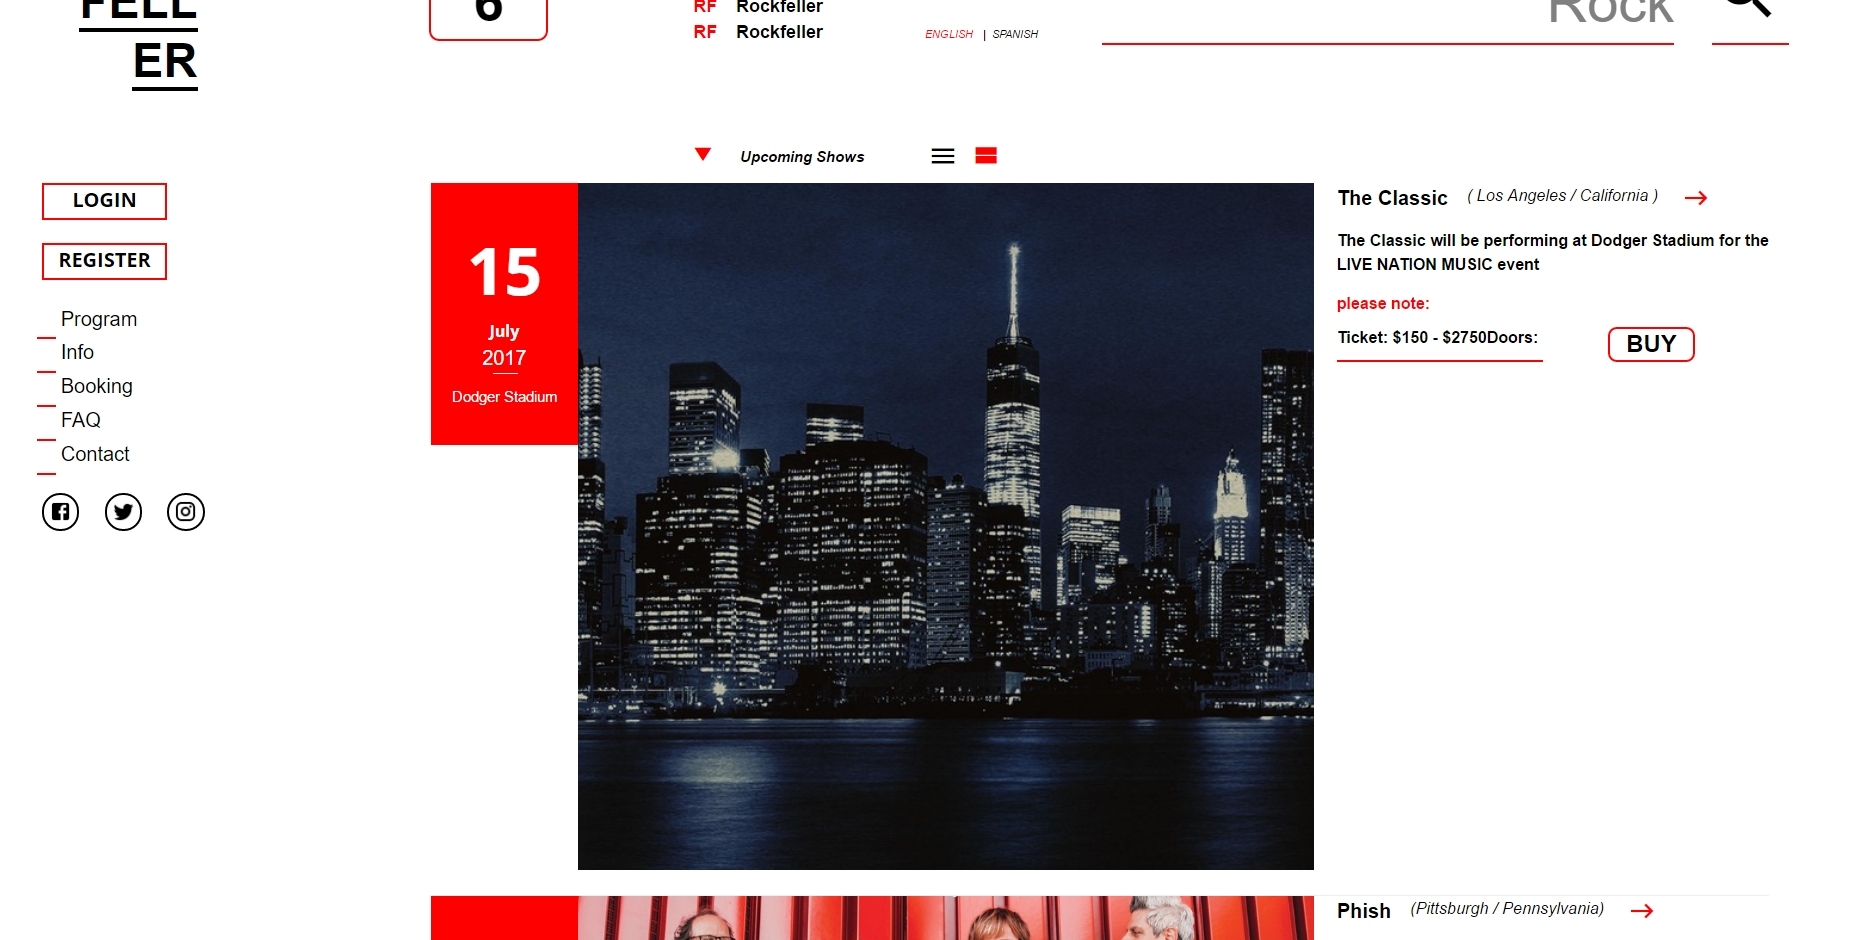 FELL
ER
6
RF Rockfeller
RF Rockfeller
ENGLISH | SPANISH
Rock
Upcoming Shows
LOGIN
REGISTER
Program
Info
Booking
FAQ
Contact
15
July
2017
Dodger Stadium
The Classic ( Los Angeles / California )
The Classic will be performing at Dodger Stadium for the
LIVE NATION MUSIC event
please note:
Ticket: $150 - $2750Doors:
BUY
Phish (Pittsburgh / Pennsylvania)